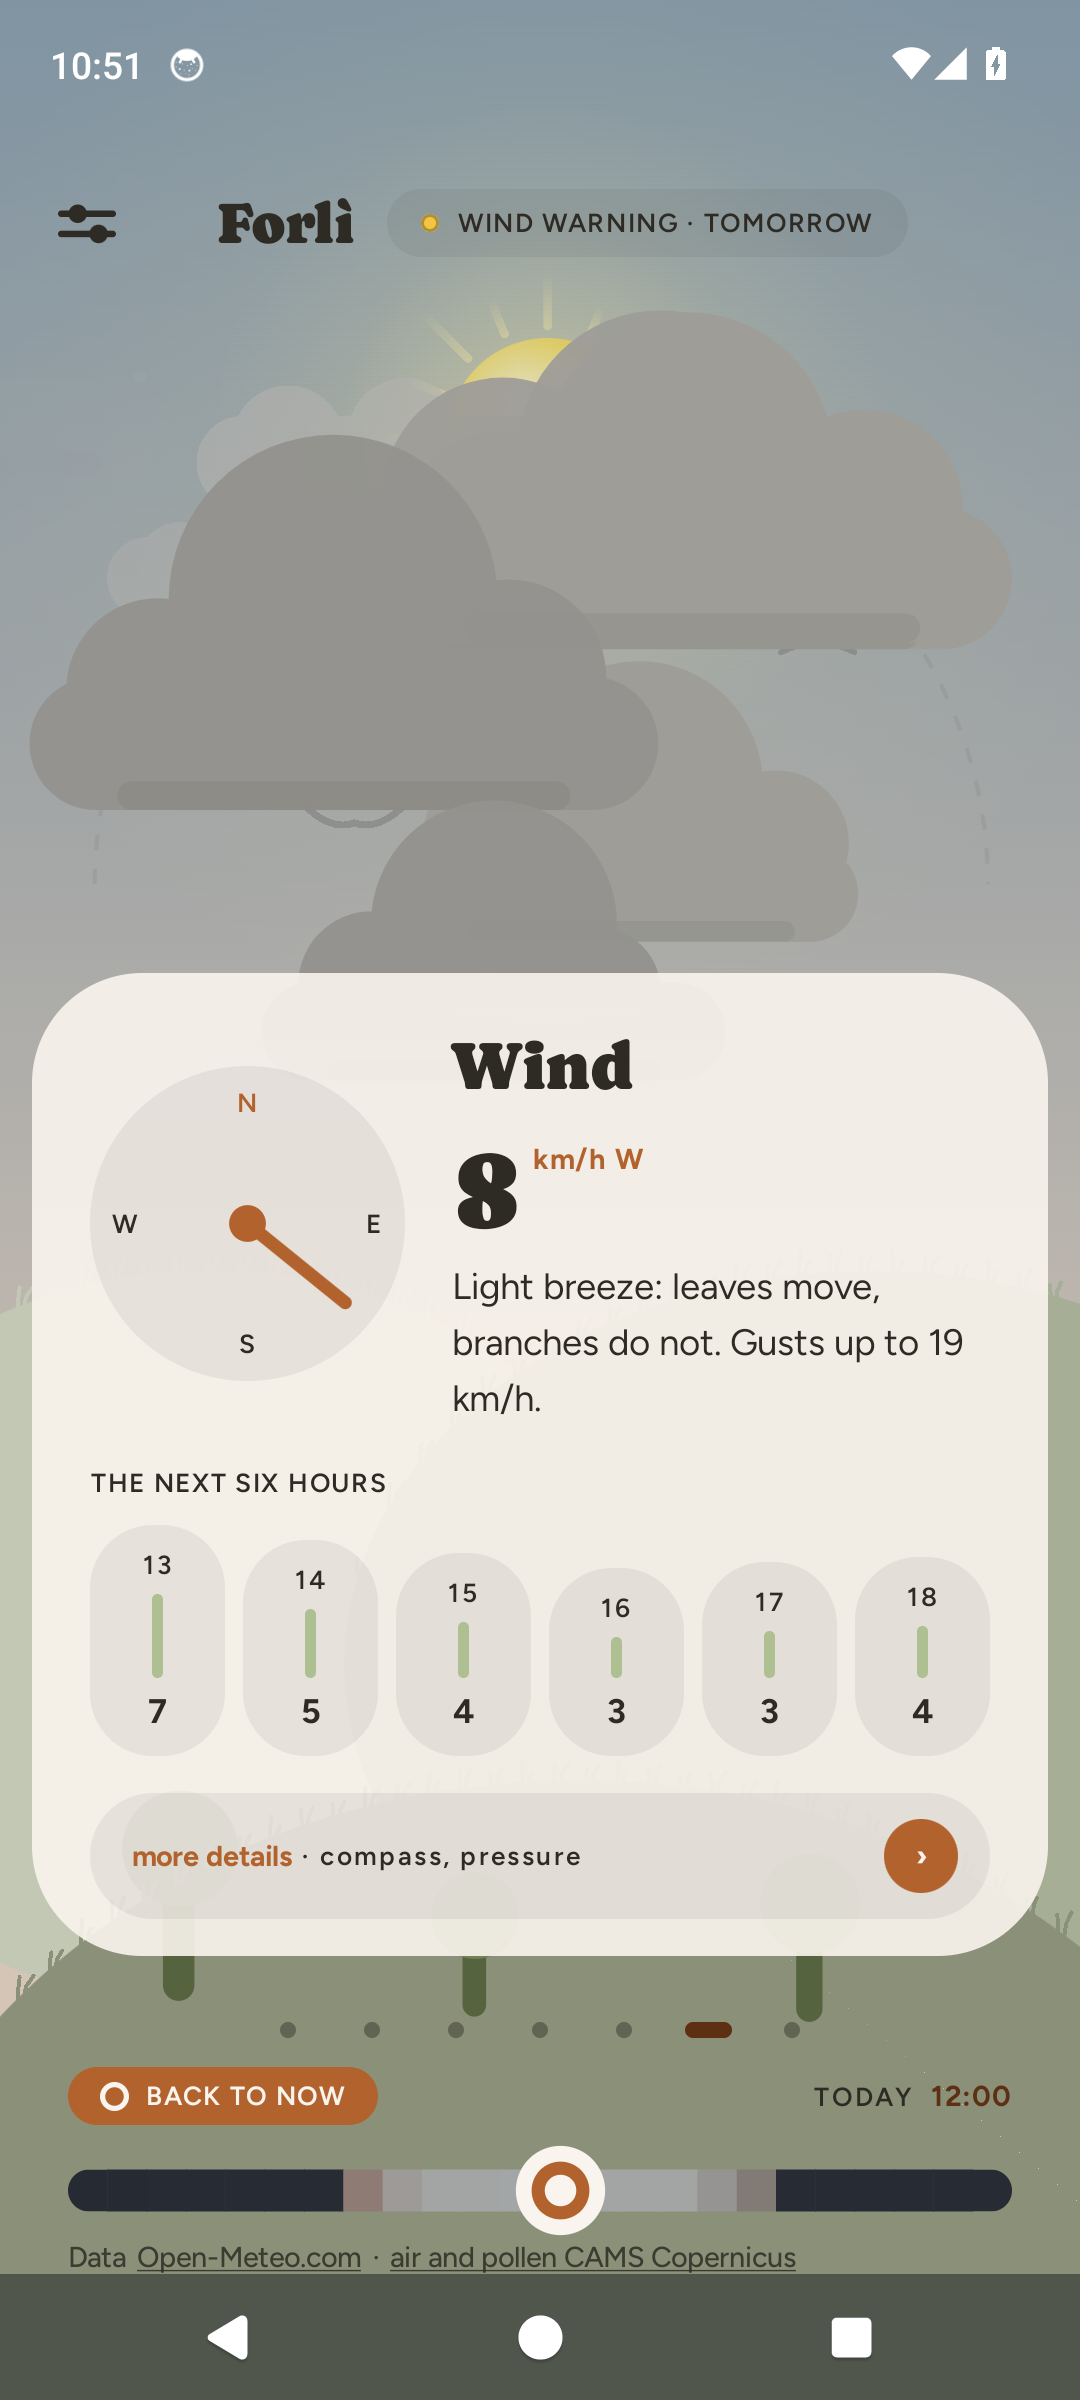 10:51
Forlì
WIND WARNING · TOMORROW
Wind
N
W
E
S
8 km/h W
Light breeze: leaves move,
branches do not. Gusts up to 19
km/h.
THE NEXT SIX HOURS
13 14 15 16 17 18
7 5 4 3 3 4
more details · compass, pressure ›
BACK TO NOW
TODAY 12:00
Data Open-Meteo.com · air and pollen CAMS Copernicus